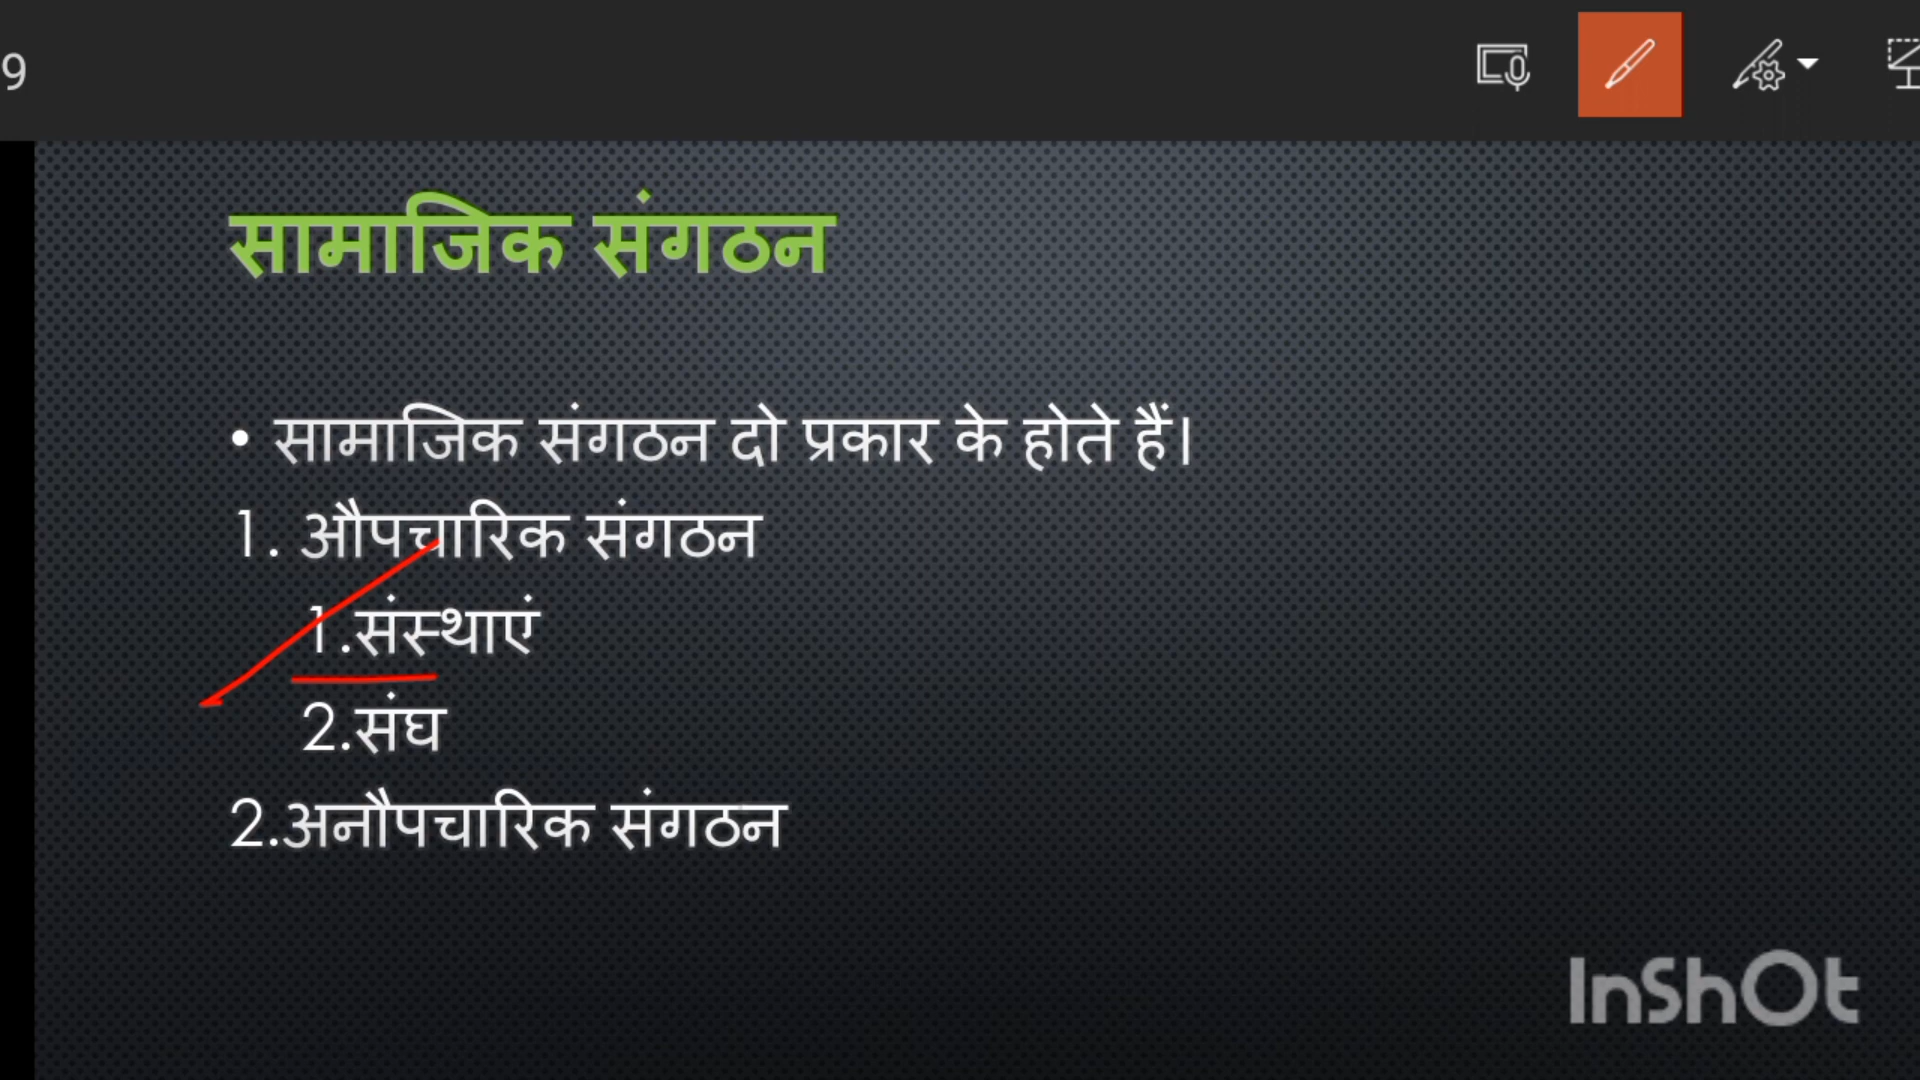 9
सामाजिक संगठन
• सामाजिक संगठन दो प्रकार के होते हैं।
1. औपचारिक संगठन
1.संस्थाएं
2.संघ
2.अनौपचारिक संगठन
InShOt